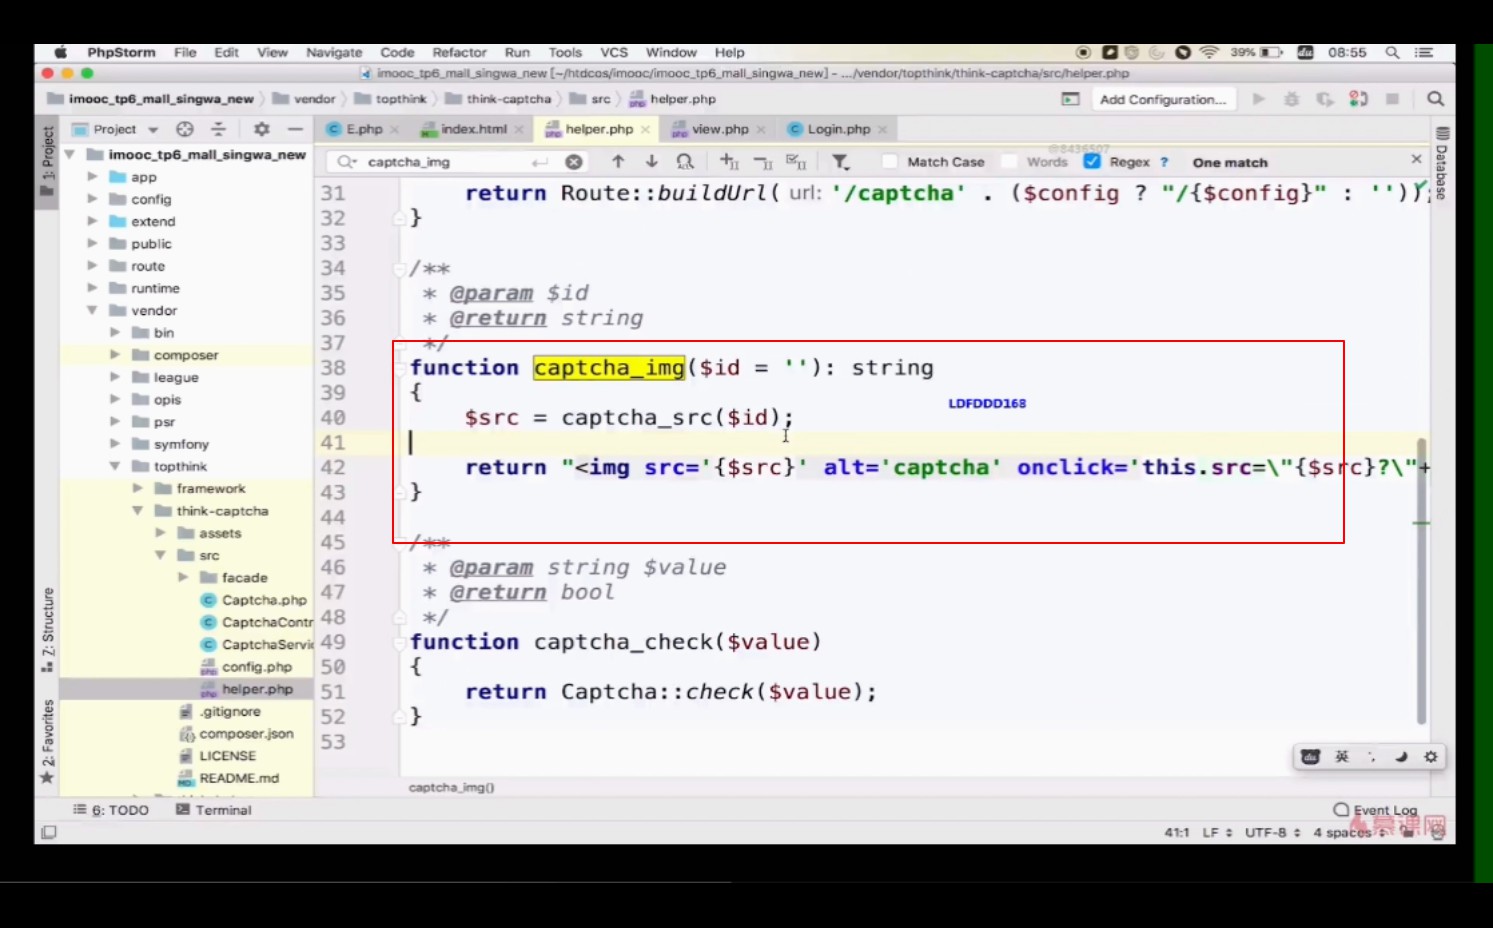 PhpStorm File Edit View Navigate Code Refactor Run Tools VCS Window Help 39% 08:55
imooc_tp6_mall_singwa_new [~/htdcos/imooc/imooc_tp6_mall_singwa_new] - .../vendor/topthink/think-captcha/src/helper.php
imooc_tp6_mall_singwa_new vendor topthink think-captcha src helper.php Add Configuration...
Project E.php index.html helper.php view.php Login.php
captcha_img Match Case Words Regex ? One match
@8436507
1: Project
Database
7: Structure
2: Favorites
imooc_tp6_mall_singwa_new
app
config
extend
public
route
runtime
vendor
bin
composer
league
opis
psr
symfony
topthink
framework
think-captcha
assets
src
facade
Captcha.php
CaptchaContr
CaptchaServi
config.php
helper.php
.gitignore
composer.json
LICENSE
README.md
31 return Route::buildUrl( url: '/captcha' . ($config ? "/{$config}" : ''));
32 }
33
34 /**
35 * @param $id
36 * @return string
37 */
38 function captcha_img($id = ''): string
39 {
LDFDDD168
40 $src = captcha_src($id);
41
42 return "<img src='{$src}' alt='captcha' onclick='this.src=\"{$src}?\"+
43 }
44
45 /**
46 * @param string $value
47 * @return bool
48 */
49 function captcha_check($value)
50 {
51 return Captcha::check($value);
52 }
53
英
captcha_img()
6: TODO Terminal Event Log
慕课网
41:1 LF UTF-8 4 spaces